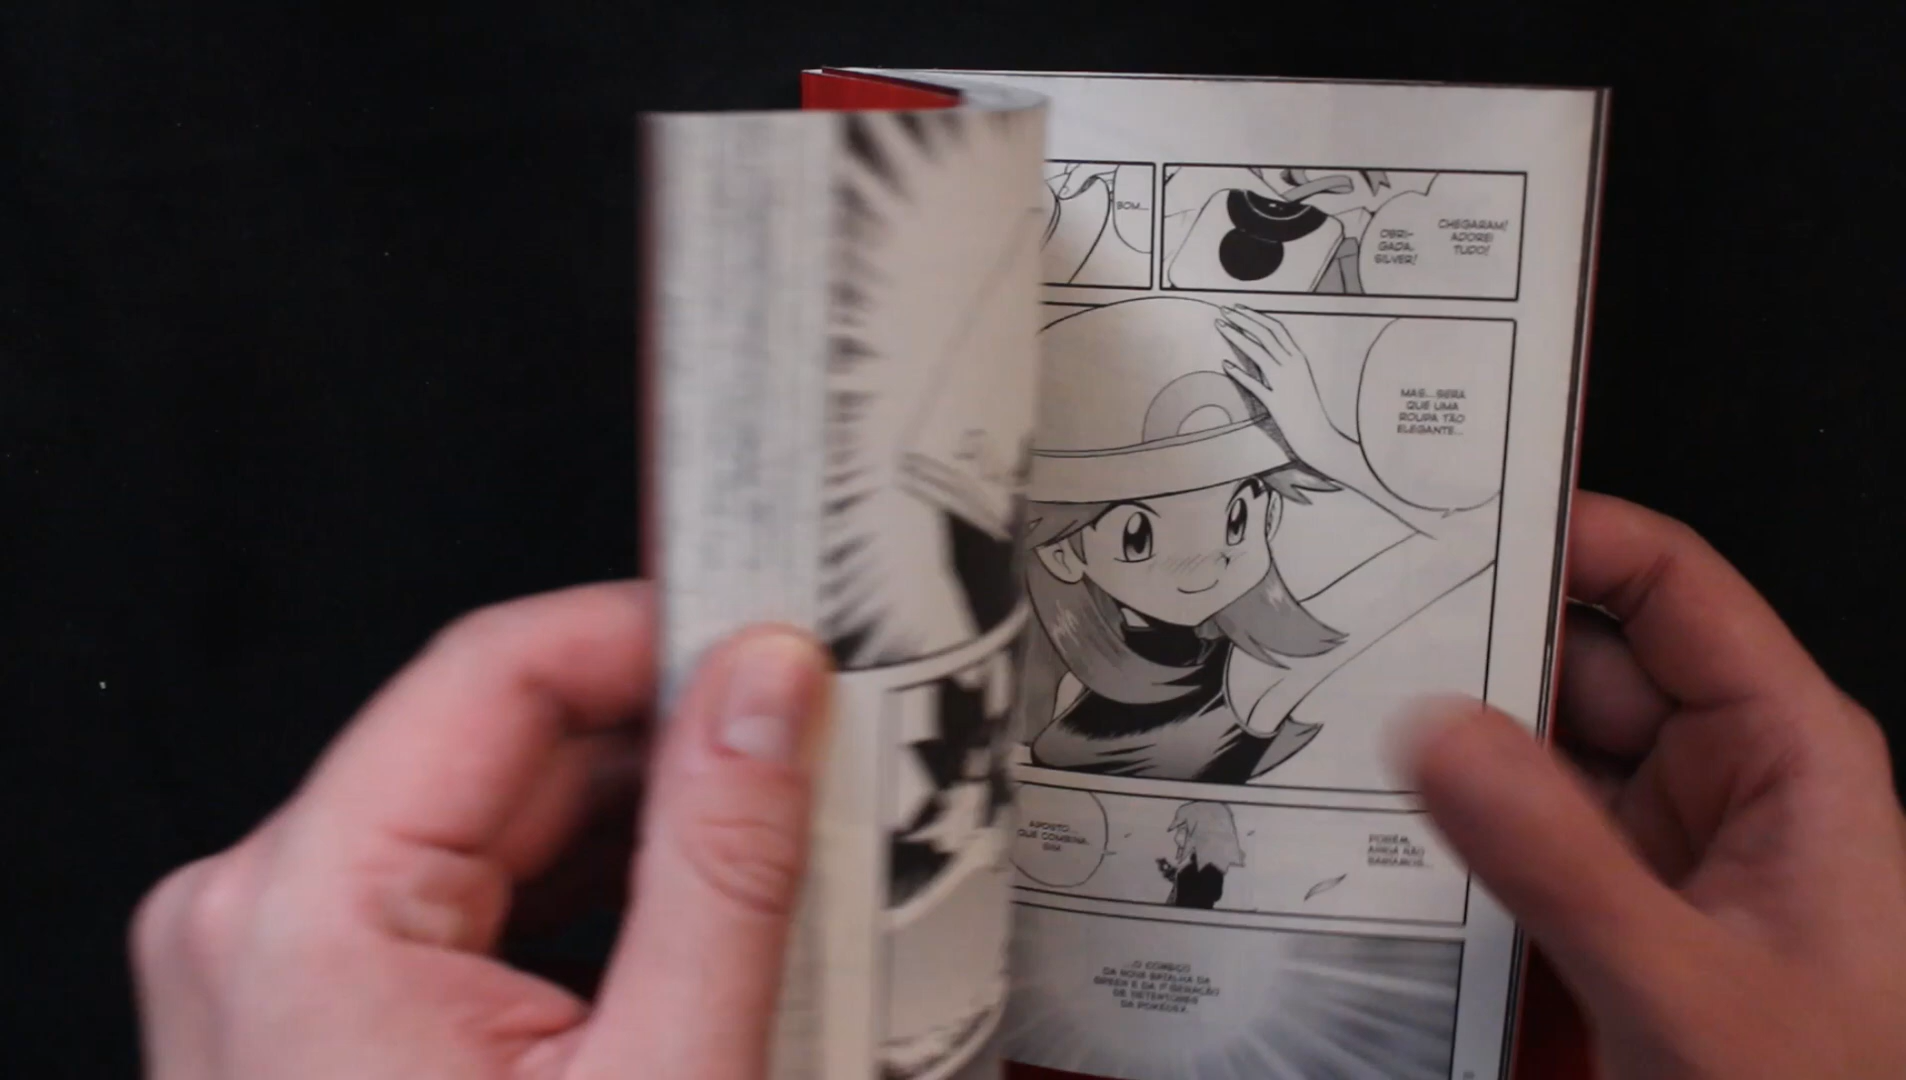 CHEGARAM!
ADOREI
TUDO!
OBRI-
GADA,
SILVER!
BOM...
MAS...SERÁ
QUE UMA
ROUPA TÃO
ELEGANTE...
PORÉM,
AINDA NÃO
SABÍAMOS...
APOSTO...
QUE COMBINA,
SIM
...O COMEÇO
DA NOVA BATALHA DA
GREEN E DA 1ª GERAÇÃO
DE DETENTORES
DA POKÉDEX.